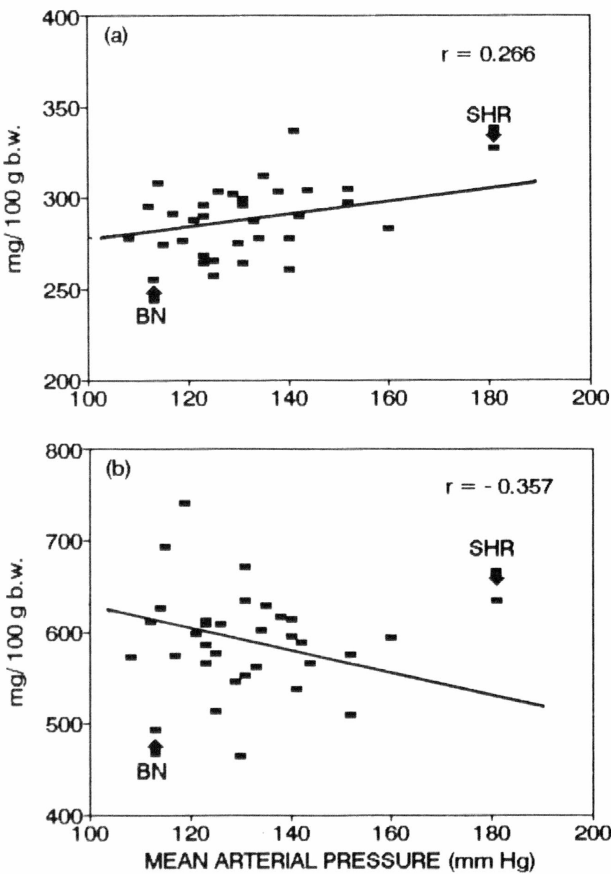 400
(a)
r = 0.266
350
SHR
mg/ 100 g b.w.
300
250
BN
200
100 120 140 160 180 200
800
(b)
r = - 0.357
700
SHR
mg/ 100 g b.w.
600
500
BN
400
100 120 140 160 180 200
MEAN ARTERIAL PRESSURE (mm Hg)